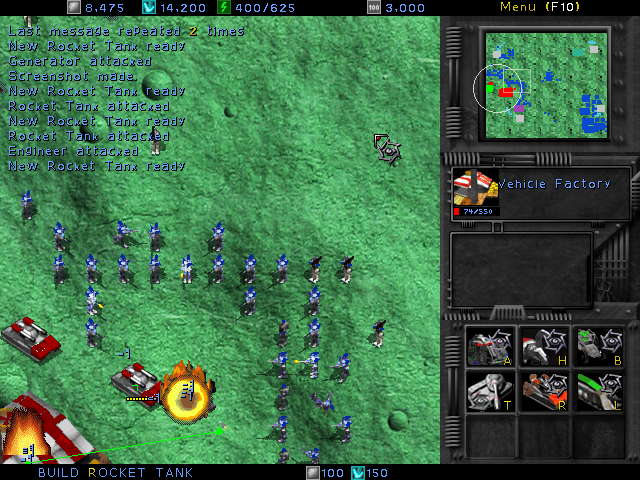 8,475 14,200 400/625 100 3,000 Menu (F10)
Last message repeated 2 times
New Rocket Tank ready
Generator attacked
Screenshot made.
New Rocket Tank ready
Rocket Tank attacked
New Rocket Tank ready
Rocket Tank attacked
Engineer attacked
New Rocket Tank ready
Vehicle Factory
74/550
A H B
T R L
BUILD ROCKET TANK 100 150